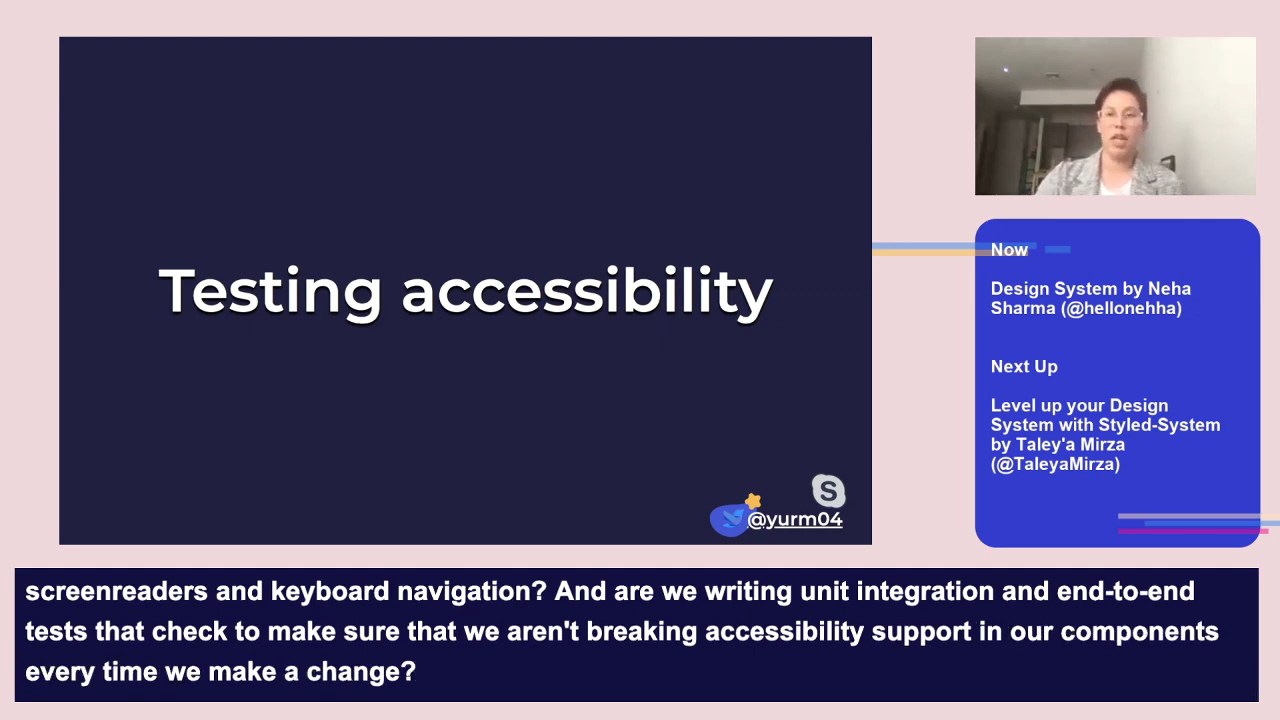 Testing accessibility
S
@yurm04
Now
Design System by Neha
Sharma (@hellonehha)
Next Up
Level up your Design
System with Styled-System
by Taley'a Mirza
(@TaleyaMirza)
screenreaders and keyboard navigation? And are we writing unit integration and end-to-end
tests that check to make sure that we aren't breaking accessibility support in our components
every time we make a change?